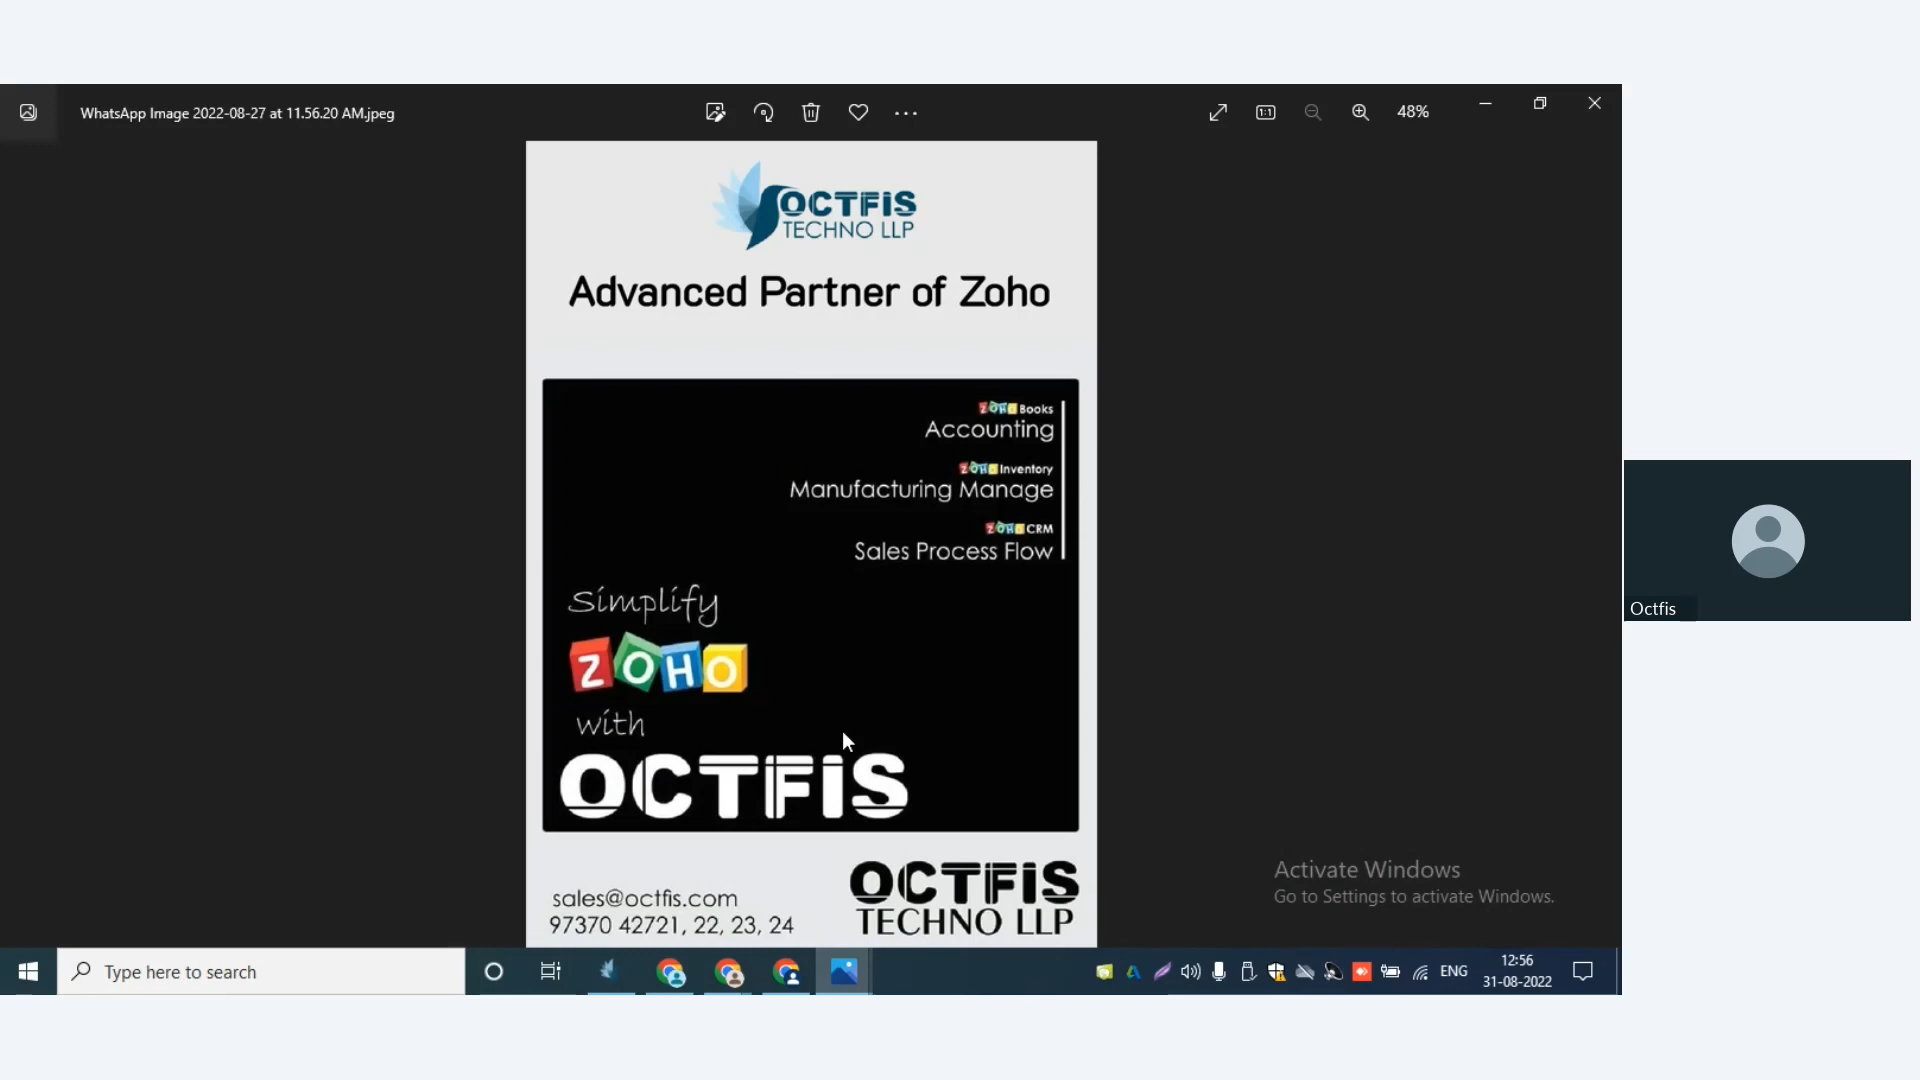 WhatsApp Image 2022-08-27 at 11.56.20 AM.jpeg
1:1
48%
OCTFIS
TECHNO LLP
Advanced Partner of Zoho
ZOHO Books
Accounting
ZOHO Inventory
Manufacturing Manage
ZOHO CRM
Sales Process Flow
Simplify
ZOHO
with
OCTFIS
sales@octfis.com
97370 42721, 22, 23, 24
OCTFIS
TECHNO LLP
Octfis
Activate Windows
Go to Settings to activate Windows.
Type here to search
ENG
12:56
31-08-2022